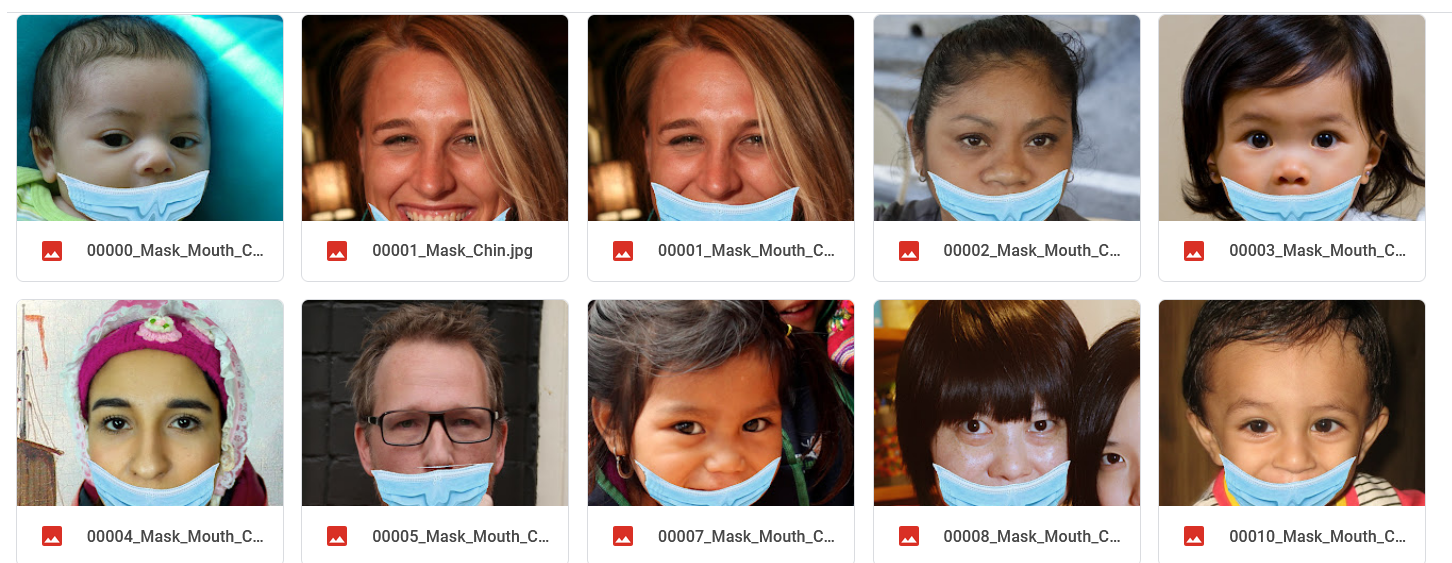 00000_Mask_Mouth_C...
00001_Mask_Chin.jpg
00001_Mask_Mouth_C...
00002_Mask_Mouth_C...
00003_Mask_Mouth_C...
00004_Mask_Mouth_C...
00005_Mask_Mouth_C...
00007_Mask_Mouth_C...
00008_Mask_Mouth_C...
00010_Mask_Mouth_C...